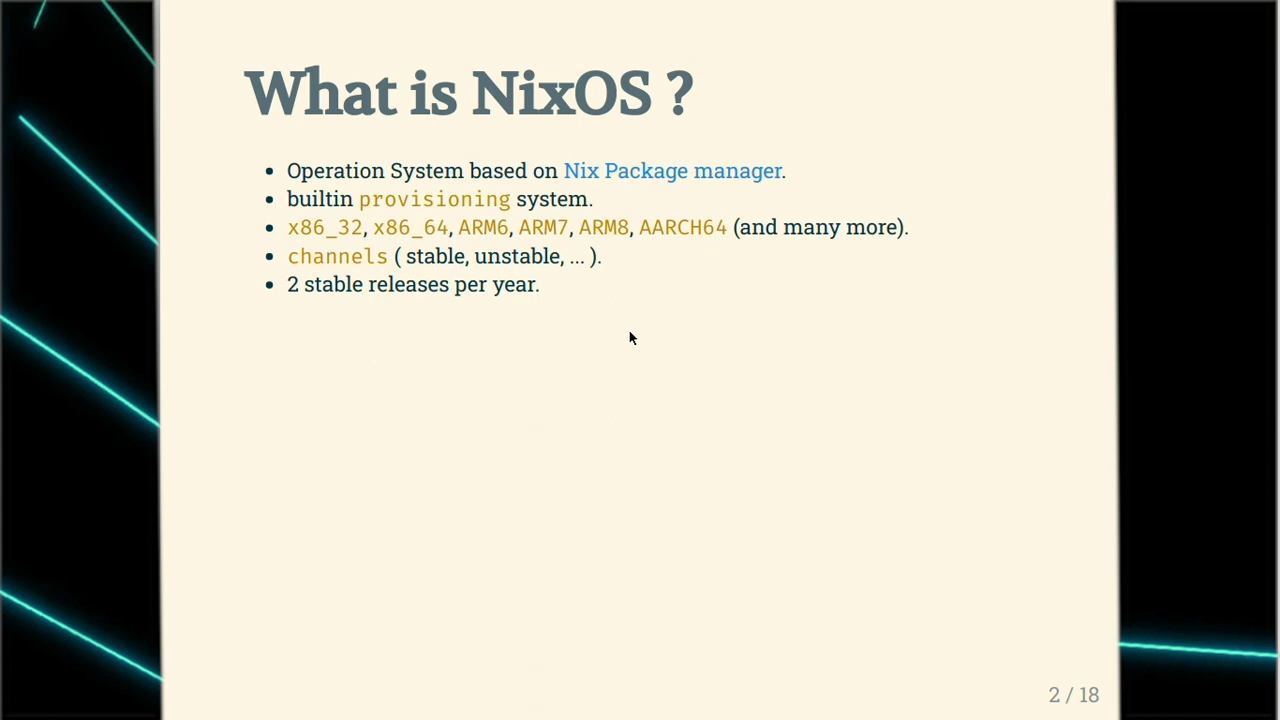 What is NixOS ?
• Operation System based on Nix Package manager.
• builtin provisioning system.
• x86_32, x86_64, ARM6, ARM7, ARM8, AARCH64 (and many more).
• channels ( stable, unstable, ... ).
• 2 stable releases per year.
2 / 18